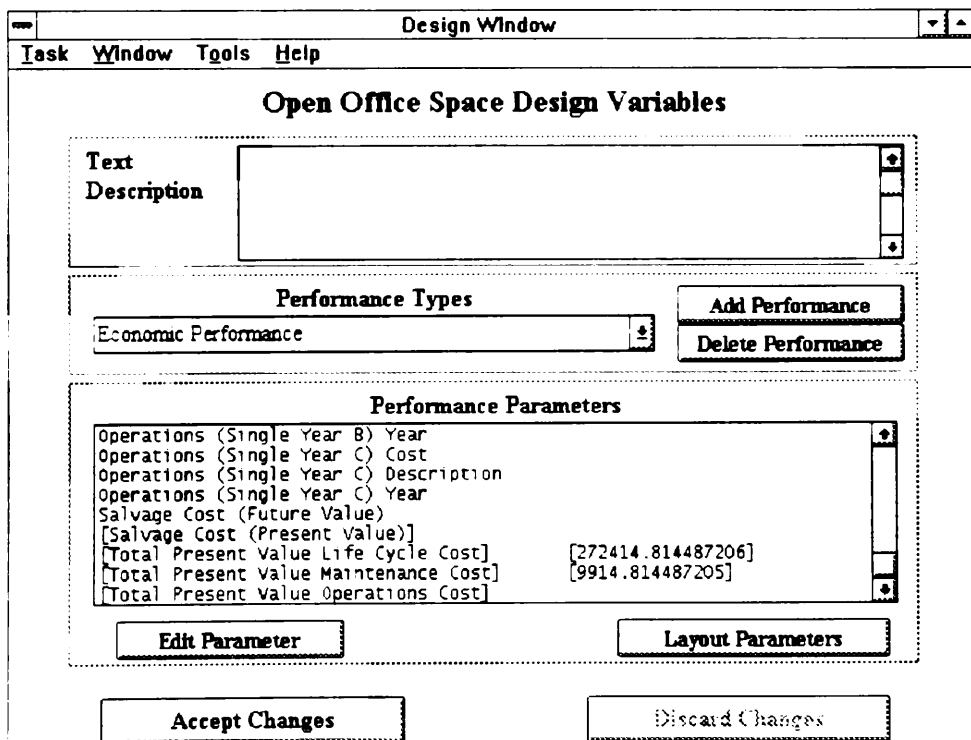 Design Window
Task Window Tools Help
Open Office Space Design Variables
Text
Description
Performance Types
Economic Performance
Add Performance
Delete Performance
Performance Parameters
Operations (Single Year B) Year
Operations (Single Year C) Cost
Operations (Single Year C) Description
Operations (Single Year C) Year
Salvage Cost (Future Value)
[Salvage Cost (Present Value)]
[Total Present Value Life Cycle Cost] [272414.814487206]
[Total Present Value Maintenance Cost] [9914.814487205]
[Total Present Value Operations Cost]
Edit Parameter
Layout Parameters
Accept Changes
Discard Changes